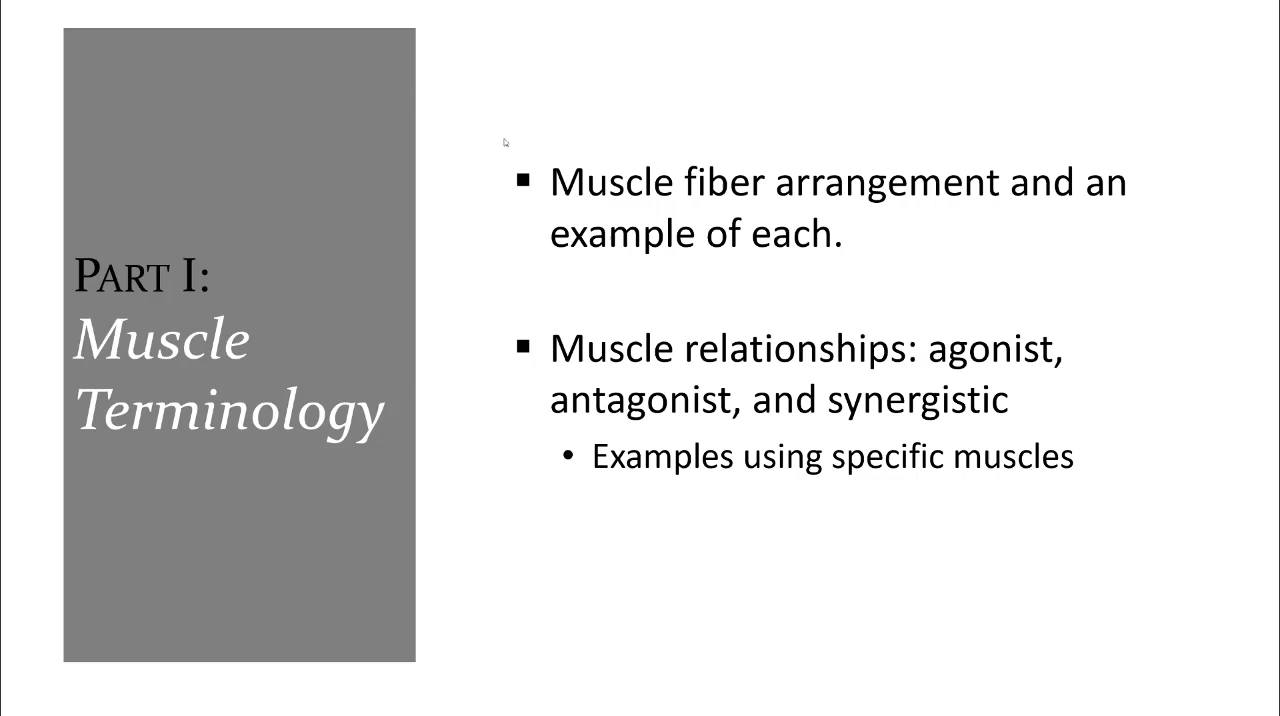 PART I:
Muscle
Terminology
▪ Muscle fiber arrangement and an
example of each.
▪ Muscle relationships: agonist,
antagonist, and synergistic
• Examples using specific muscles